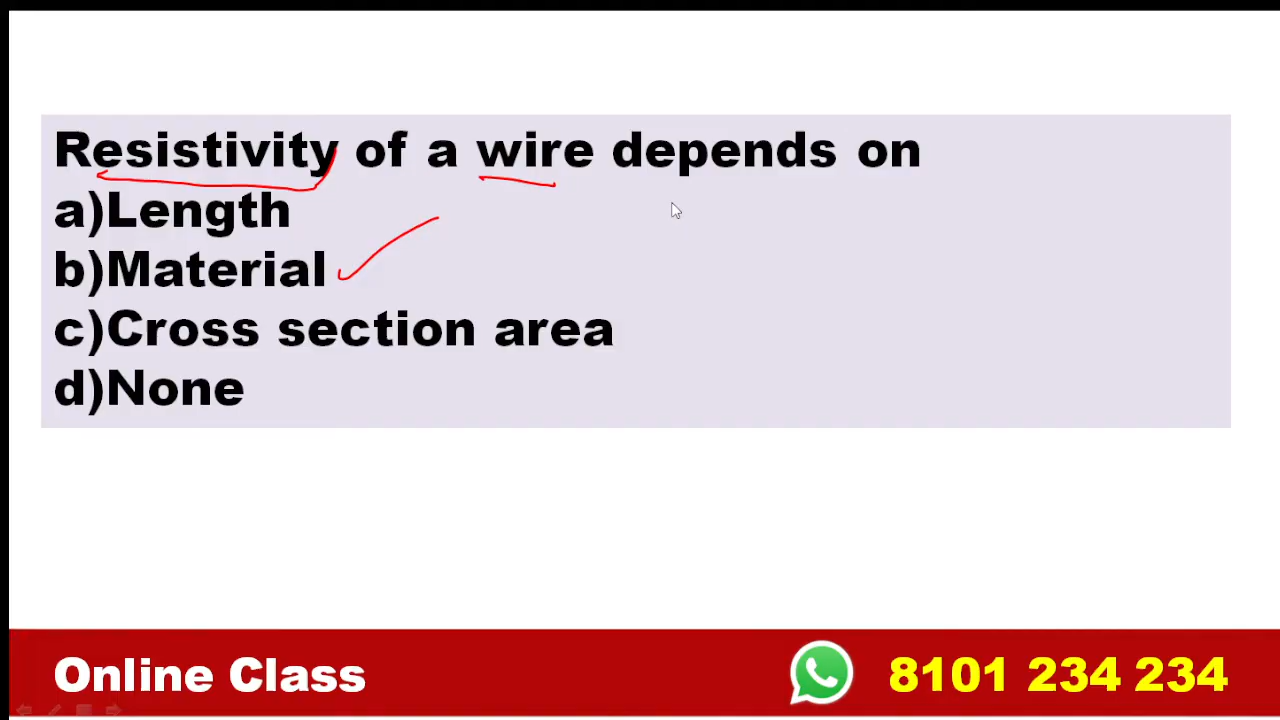 Resistivity of a wire depends on
a)Length
b)Material
c)Cross section area
d)None
Online Class
8101 234 234